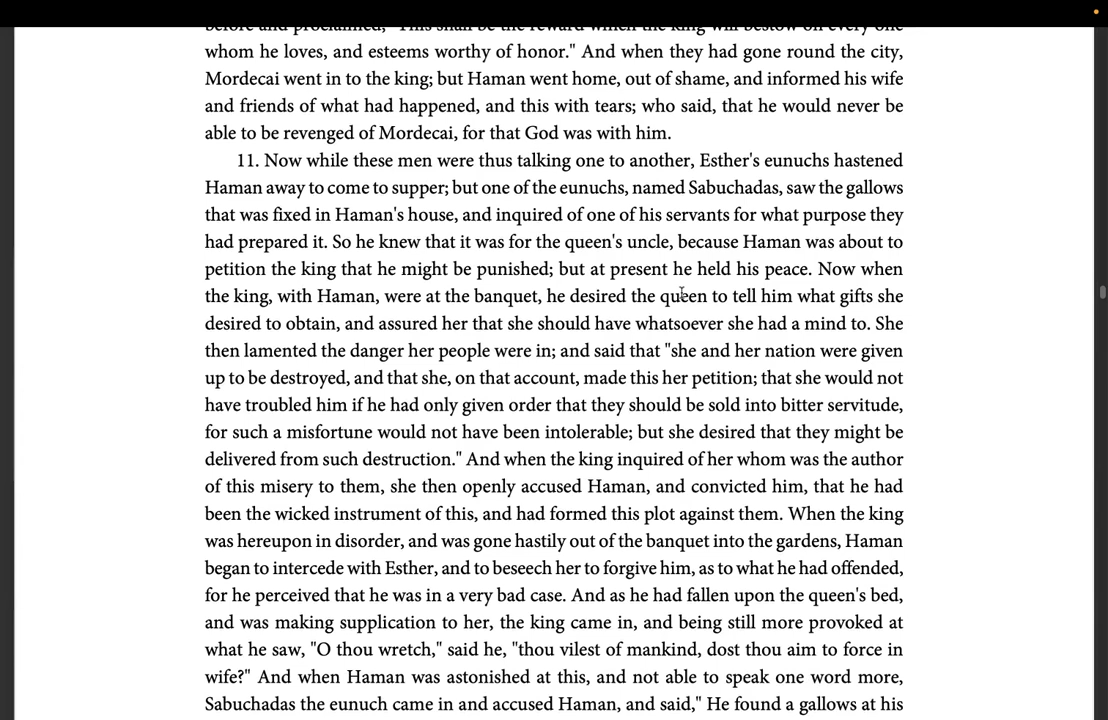 before and proclaimed, "This shall be the reward which the king will bestow on every one
whom he loves, and esteems worthy of honor." And when they had gone round the city,
Mordecai went in to the king; but Haman went home, out of shame, and informed his wife
and friends of what had happened, and this with tears; who said, that he would never be
able to be revenged of Mordecai, for that God was with him.
11. Now while these men were thus talking one to another, Esther's eunuchs hastened
Haman away to come to supper; but one of the eunuchs, named Sabuchadas, saw the gallows
that was fixed in Haman's house, and inquired of one of his servants for what purpose they
had prepared it. So he knew that it was for the queen's uncle, because Haman was about to
petition the king that he might be punished; but at present he held his peace. Now when
the king, with Haman, were at the banquet, he desired the queen to tell him what gifts she
desired to obtain, and assured her that she should have whatsoever she had a mind to. She
then lamented the danger her people were in; and said that "she and her nation were given
up to be destroyed, and that she, on that account, made this her petition; that she would not
have troubled him if he had only given order that they should be sold into bitter servitude,
for such a misfortune would not have been intolerable; but she desired that they might be
delivered from such destruction." And when the king inquired of her whom was the author
of this misery to them, she then openly accused Haman, and convicted him, that he had
been the wicked instrument of this, and had formed this plot against them. When the king
was hereupon in disorder, and was gone hastily out of the banquet into the gardens, Haman
began to intercede with Esther, and to beseech her to forgive him, as to what he had offended,
for he perceived that he was in a very bad case. And as he had fallen upon the queen's bed,
and was making supplication to her, the king came in, and being still more provoked at
what he saw, "O thou wretch," said he, "thou vilest of mankind, dost thou aim to force in
wife?" And when Haman was astonished at this, and not able to speak one word more,
Sabuchadas the eunuch came in and accused Haman, and said," He found a gallows at his